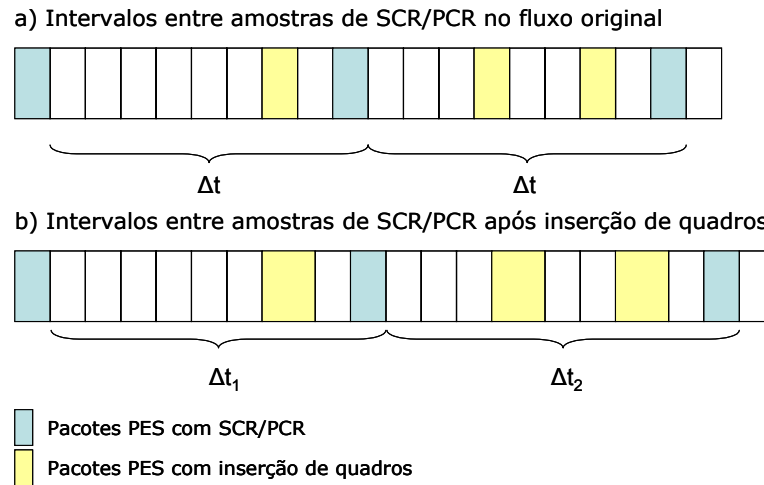 a) Intervalos entre amostras de SCR/PCR no fluxo original
Δt
Δt
b) Intervalos entre amostras de SCR/PCR após inserção de quadros
Δt₁
Δt₂
Pacotes PES com SCR/PCR
Pacotes PES com inserção de quadros